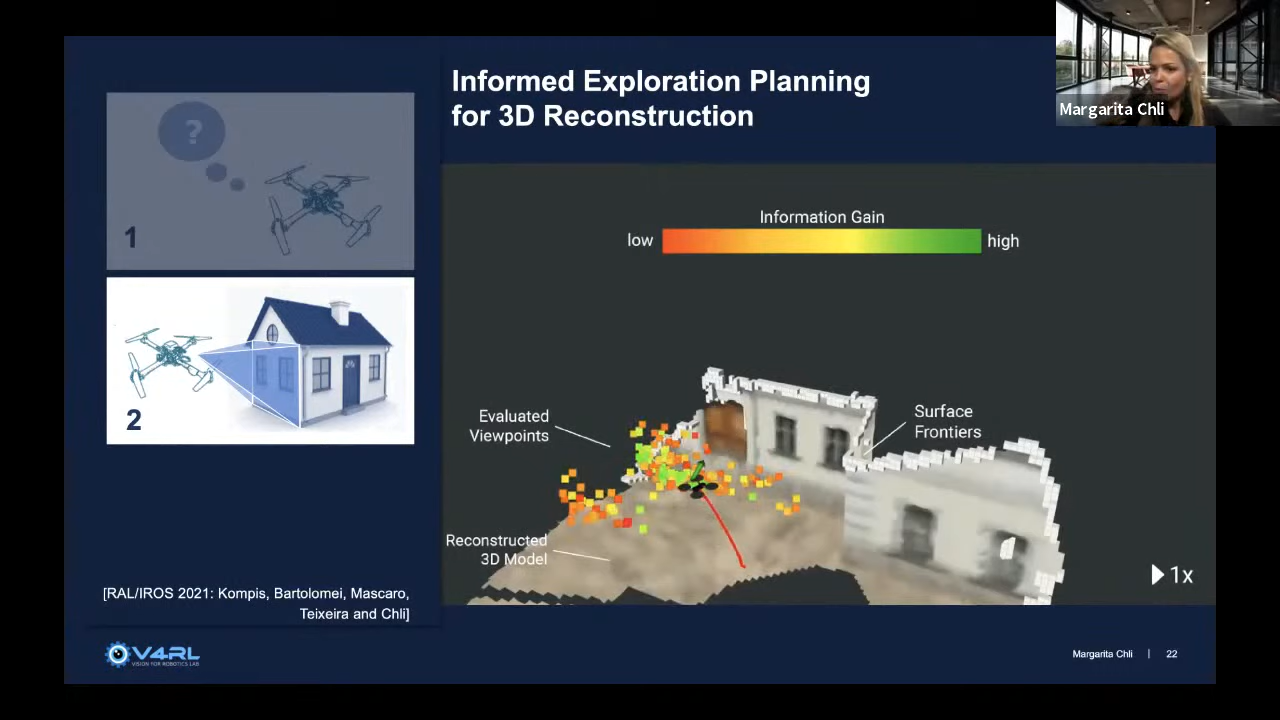 Informed Exploration Planning
for 3D Reconstruction
Margarita Chli
?
1
2
Information Gain
low
high
Evaluated
Viewpoints
Surface
Frontiers
Reconstructed
3D Model
1x
[RAL/IROS 2021: Kompis, Bartolomei, Mascaro,
Teixeira and Chli]
V4RL
VISION FOR ROBOTICS LAB
Margarita Chli | 22